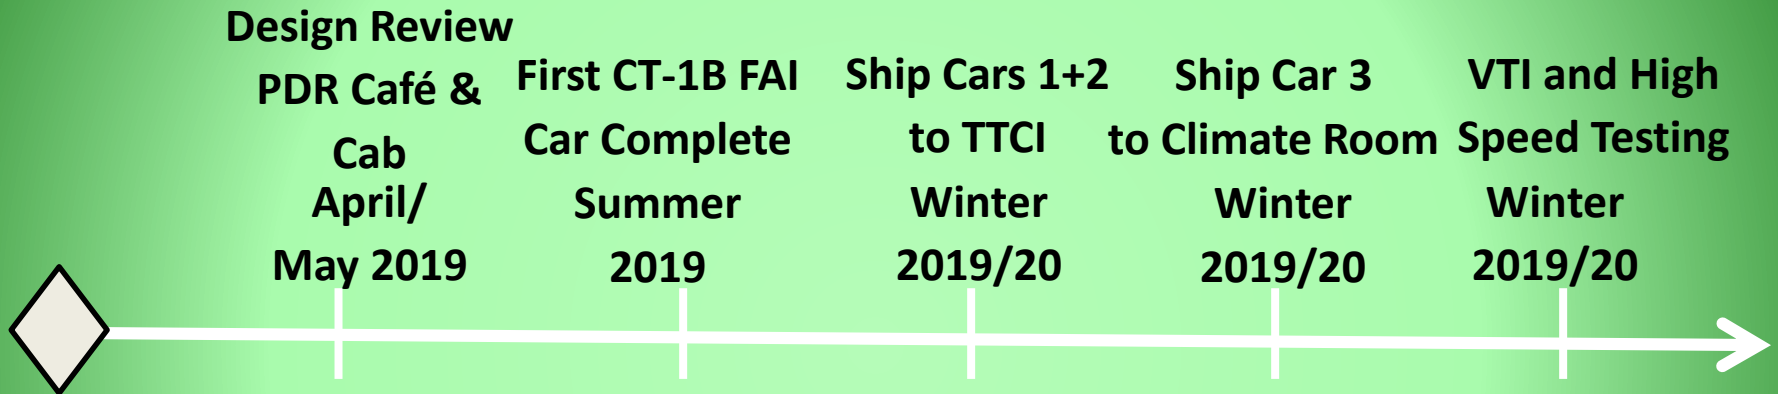 Design Review
PDR Café &
Cab
April/
May 2019
First CT-1B FAI
Car Complete
Summer
2019
Ship Cars 1+2
to TTCI
Winter
2019/20
Ship Car 3
to Climate Room
Winter
2019/20
VTI and High
Speed Testing
Winter
2019/20